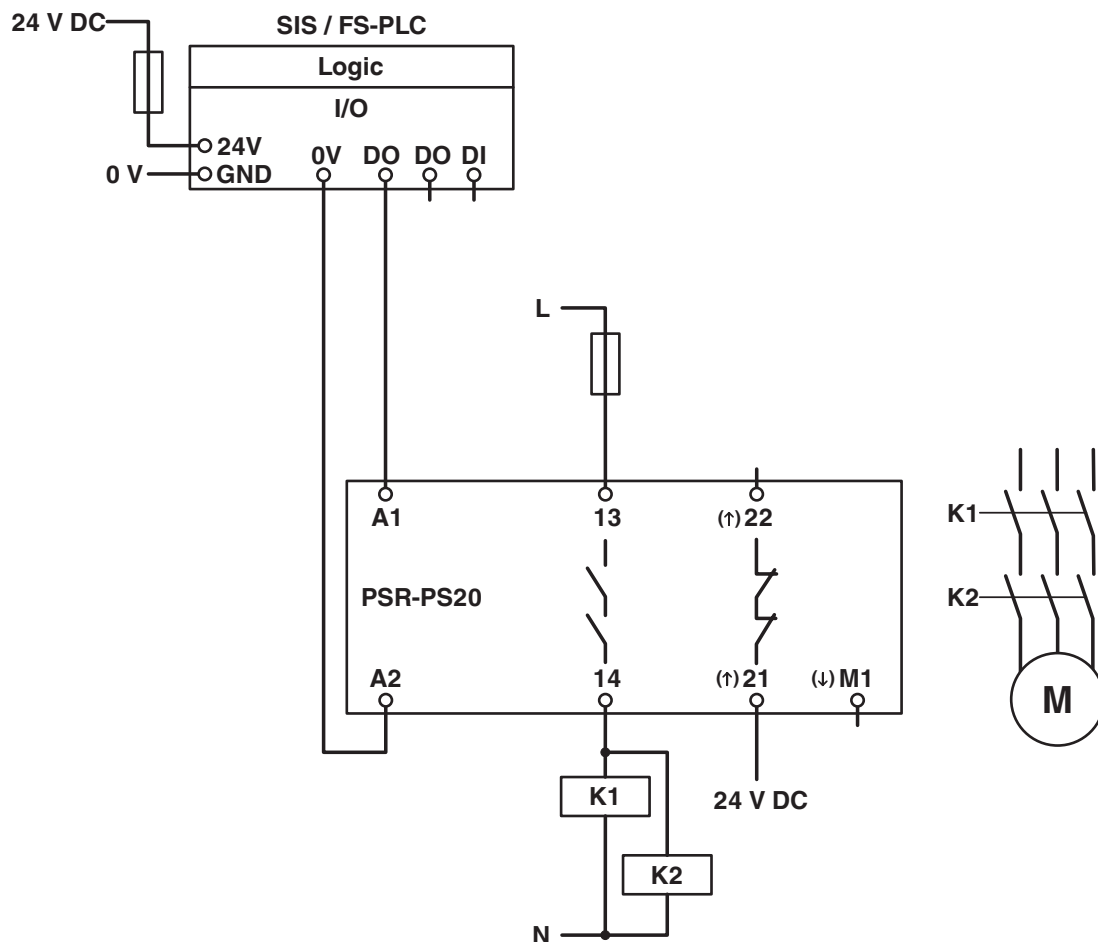 24 V DC
SIS / FS-PLC
Logic
I/O
24V
0V DO DO DI
0 V GND
L
A1 13 (↑) 22
K1
PSR-PS20
K2
A2 14 (↑) 21 (↓) M1
M
K1
24 V DC
K2
N